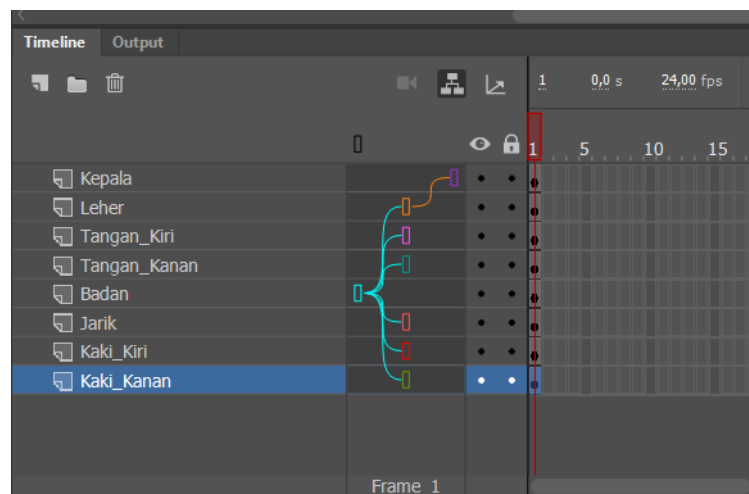 Timeline Output
1 0,0 s 24,00 fps
1 5 10 15
Kepala
Leher
Tangan_Kiri
Tangan_Kanan
Badan
Jarik
Kaki_Kiri
Kaki_Kanan
Frame 1